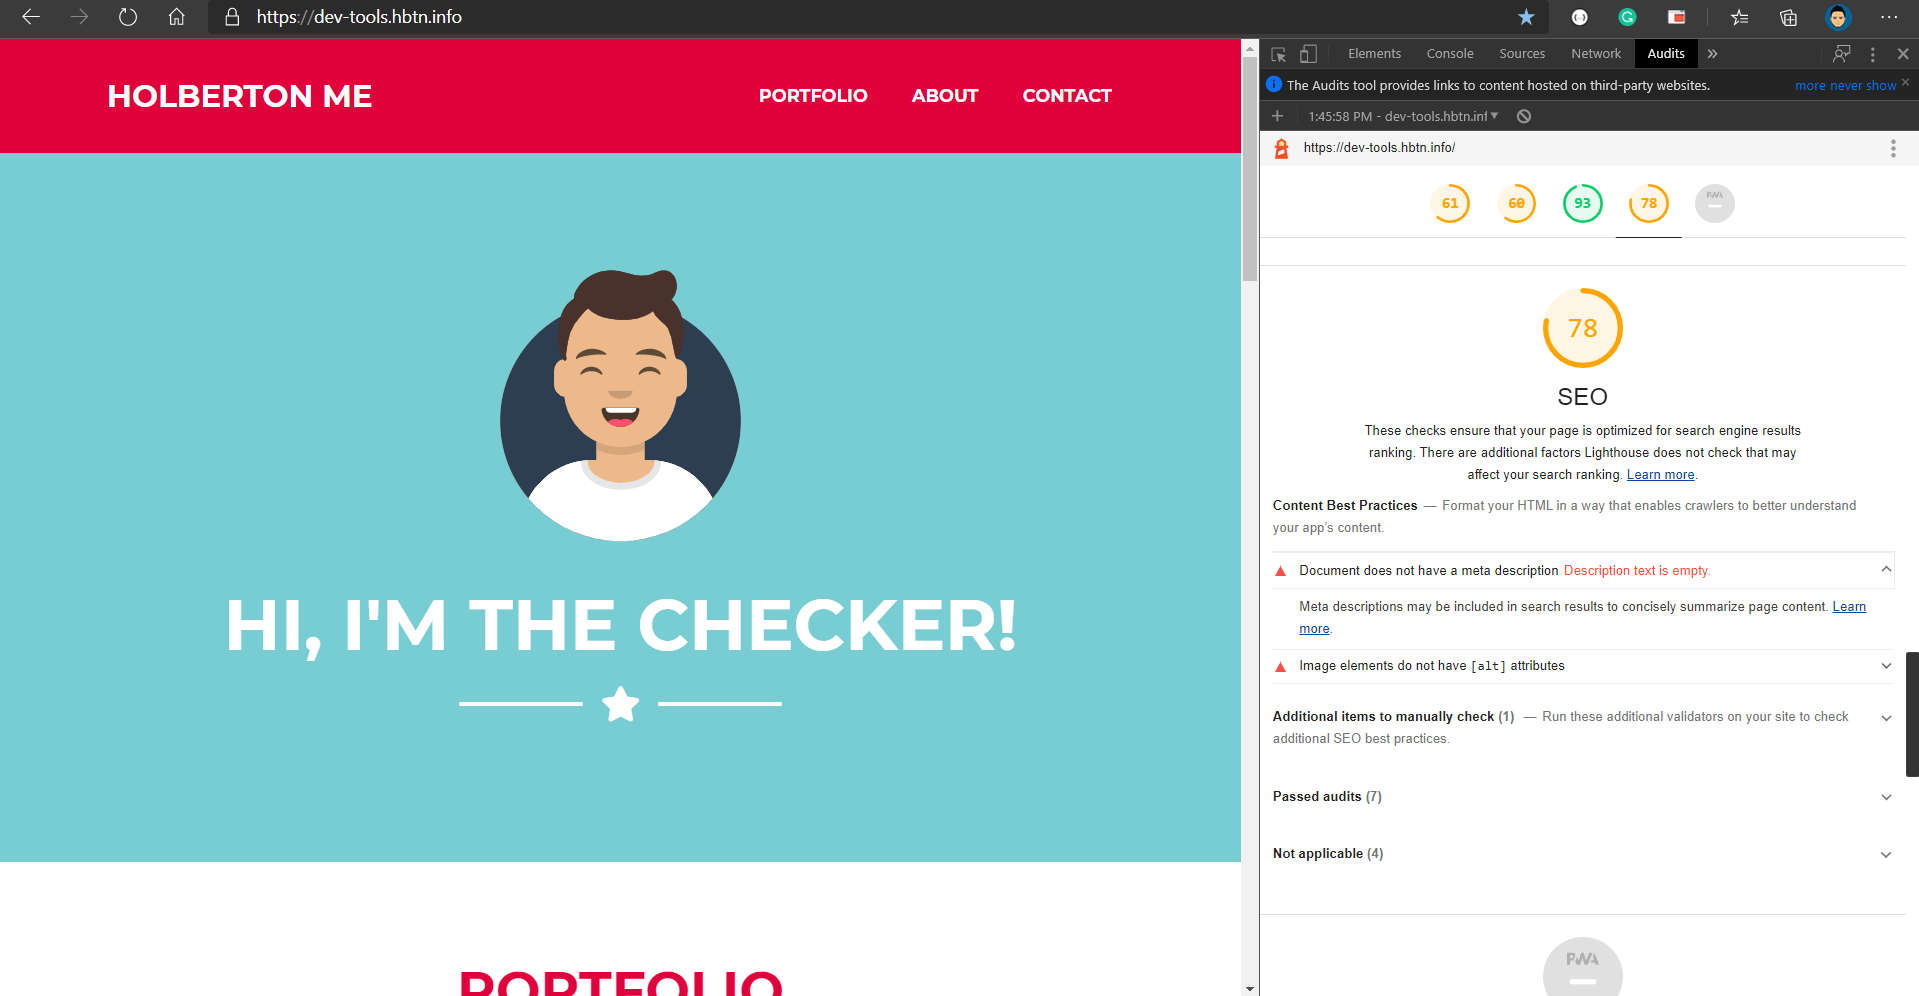 https://dev-tools.hbtn.info
HOLBERTON ME
PORTFOLIO ABOUT CONTACT
HI, I'M THE CHECKER!
PORTFOLIO
Elements Console Sources Network Audits
The Audits tool provides links to content hosted on third-party websites. more never show
1:45:58 PM - dev-tools.hbtn.inf
https://dev-tools.hbtn.info/
61 60 93 78 PWA
78
SEO
These checks ensure that your page is optimized for search engine results
ranking. There are additional factors Lighthouse does not check that may
affect your search ranking. Learn more.
Content Best Practices — Format your HTML in a way that enables crawlers to better understand
your app’s content.
Document does not have a meta description Description text is empty.
Meta descriptions may be included in search results to concisely summarize page content. Learn
more.
Image elements do not have [alt] attributes
Additional items to manually check (1) — Run these additional validators on your site to check
additional SEO best practices.
Passed audits (7)
Not applicable (4)
PWA